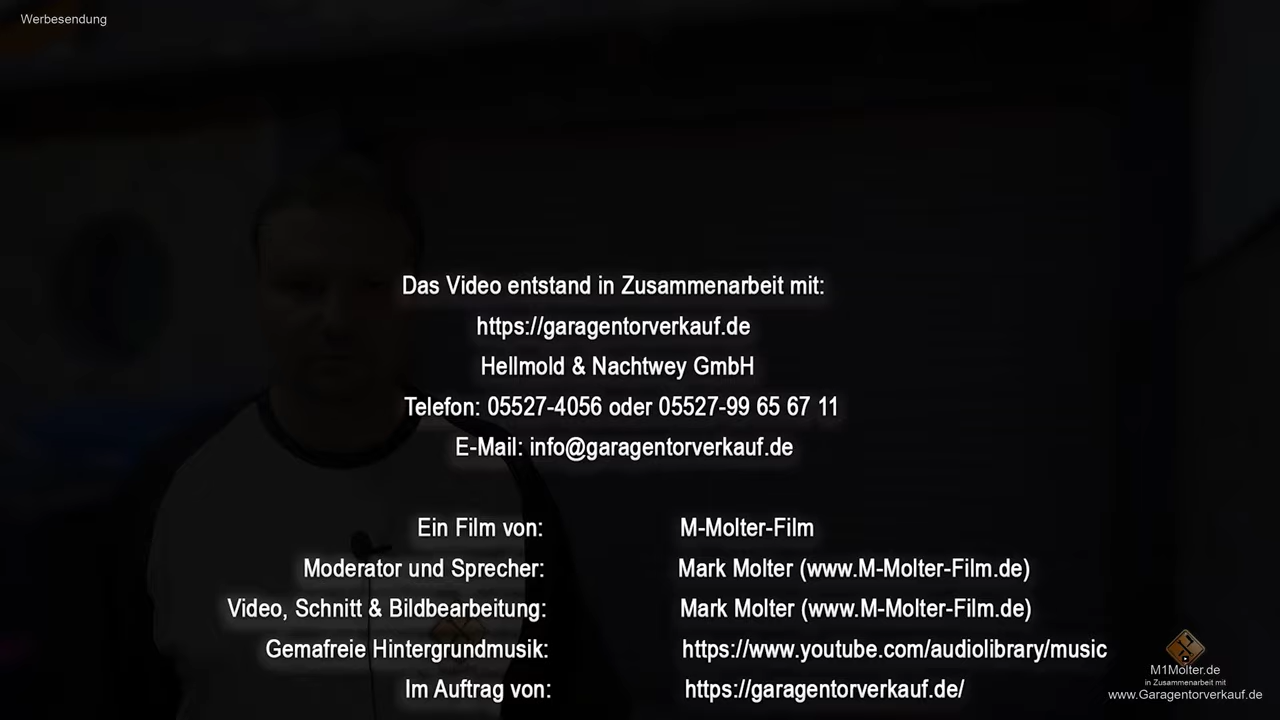 Werbesendung
Das Video entstand in Zusammenarbeit mit:
https://garagentorverkauf.de
Hellmold & Nachtwey GmbH
Telefon: 05527-4056 oder 05527-99 65 67 11
E-Mail: info@garagentorverkauf.de
Ein Film von: M-Molter-Film
Moderator und Sprecher: Mark Molter (www.M-Molter-Film.de)
Video, Schnitt & Bildbearbeitung: Mark Molter (www.M-Molter-Film.de)
Gemafreie Hintergrundmusik: https://www.youtube.com/audiolibrary/music
Im Auftrag von: https://garagentorverkauf.de/
M1Molter.de
in Zusammenarbeit mit
www.Garagentorverkauf.de